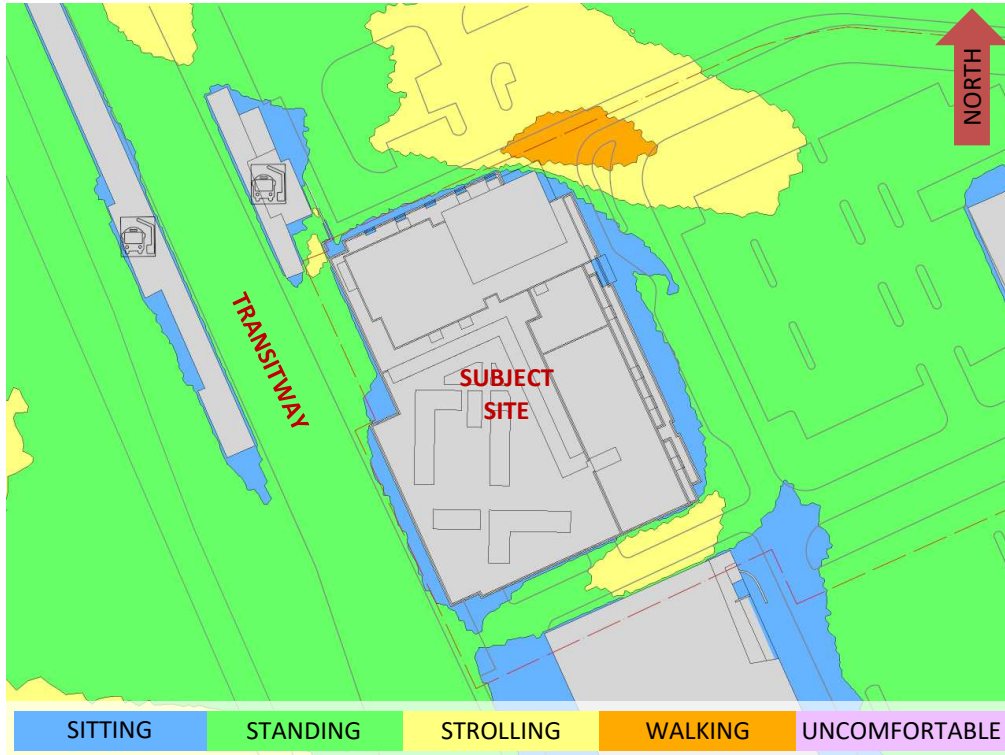 NORTH
TRANSITWAY
SUBJECT
SITE
SITTING
STANDING
STROLLING
WALKING
UNCOMFORTABLE